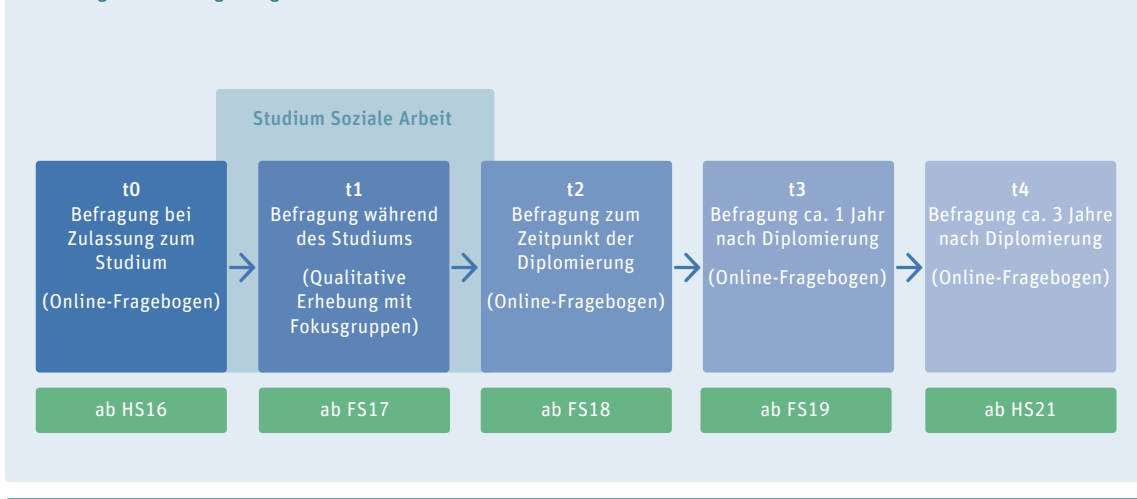 Studium Soziale Arbeit
t0
Befragung bei
Zulassung zum
Studium
(Online-Fragebogen)
t1
Befragung während
des Studiums
(Qualitative
Erhebung mit
Fokusgruppen)
t2
Befragung zum
Zeitpunkt der
Diplomierung
(Online-Fragebogen)
t3
Befragung ca. 1 Jahr
nach Diplomierung
(Online-Fragebogen)
t4
Befragung ca. 3 Jahre
nach Diplomierung
(Online-Fragebogen)
ab HS16
ab FS17
ab FS18
ab FS19
ab HS21